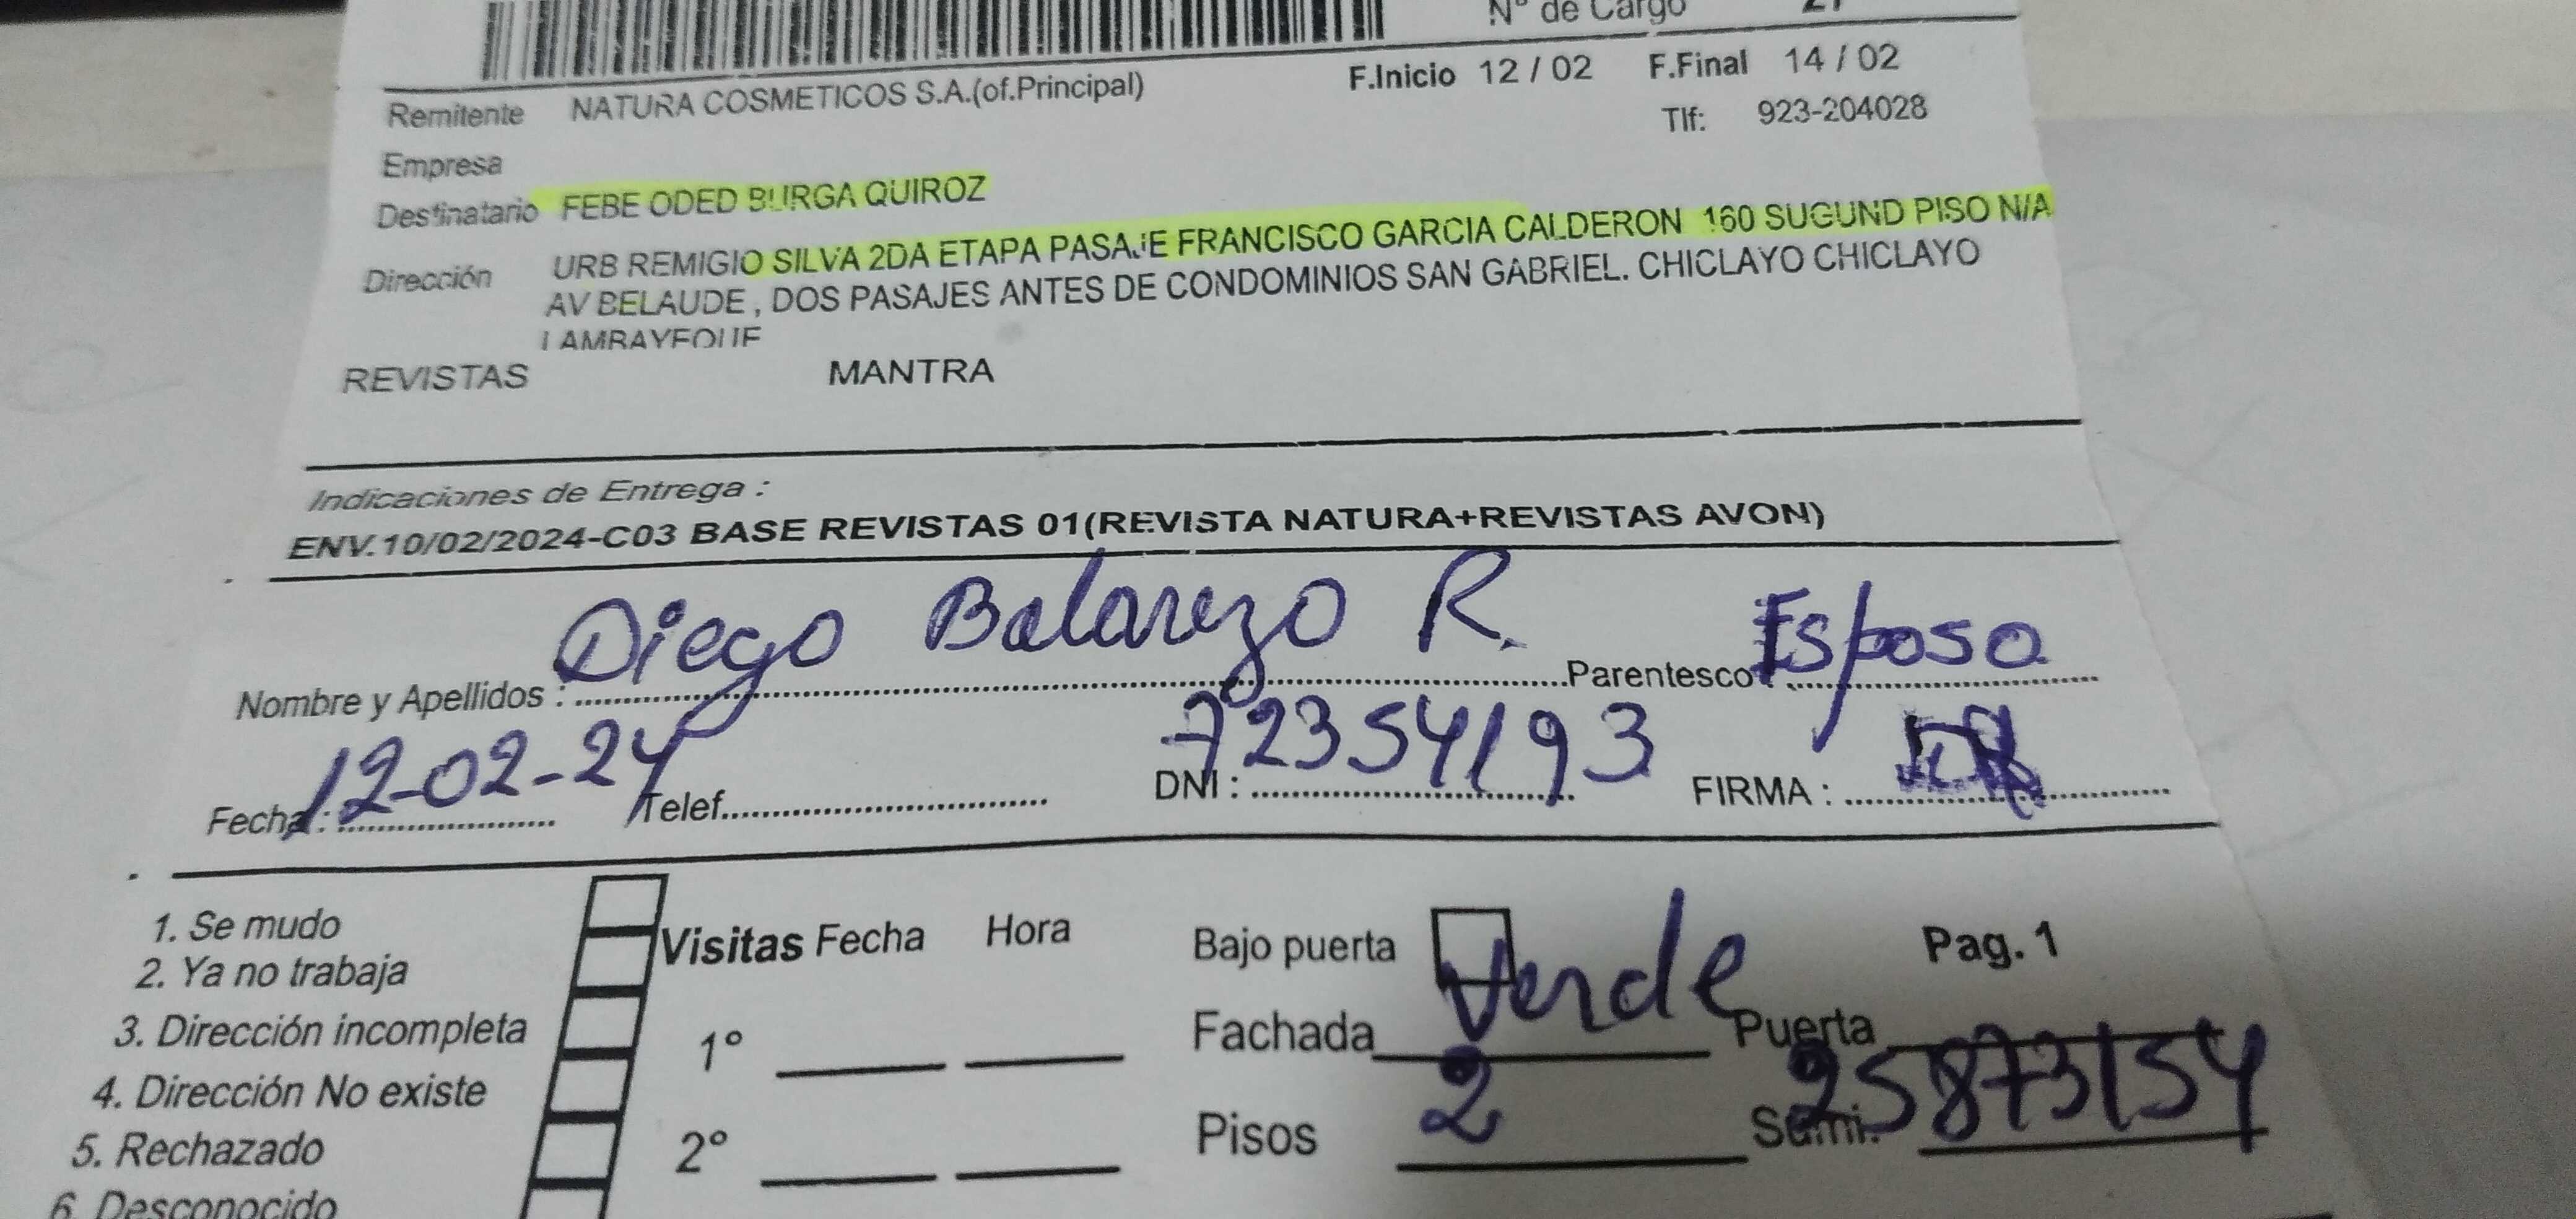 N° de Cargo 21
F.Inicio 12 / 02 F.Final 14 / 02
Remitente NATURA COSMETICOS S.A.(of.Principal)
Tlf: 923-204028
Empresa
Destinatario FEBE ODED BURGA QUIROZ
Dirección URB REMIGIO SILVA 2DA ETAPA PASAJE FRANCISCO GARCIA CALDERON 160 SUGUND PISO N/A
AV BELAUDE , DOS PASAJES ANTES DE CONDOMINIOS SAN GABRIEL. CHICLAYO CHICLAYO
LAMBAYEQUE
REVISTAS MANTRA
Indicaciones de Entrega :
ENV.10/02/2024-C03 BASE REVISTAS 01(REVISTA NATURA+REVISTAS AVON)
Nombre y Apellidos : Diego Balarezo R. Parentesco : Esposo
Fecha : 12-02-24 Telef. DNI : 72354193 FIRMA :
1. Se mudo
2. Ya no trabaja
3. Dirección incompleta
4. Dirección No existe
5. Rechazado
6. Desconocido
Visitas Fecha Hora
1°
2°
Bajo puerta Pag. 1
Fachada Verde Puerta
Pisos 2 Sumi. 25873154